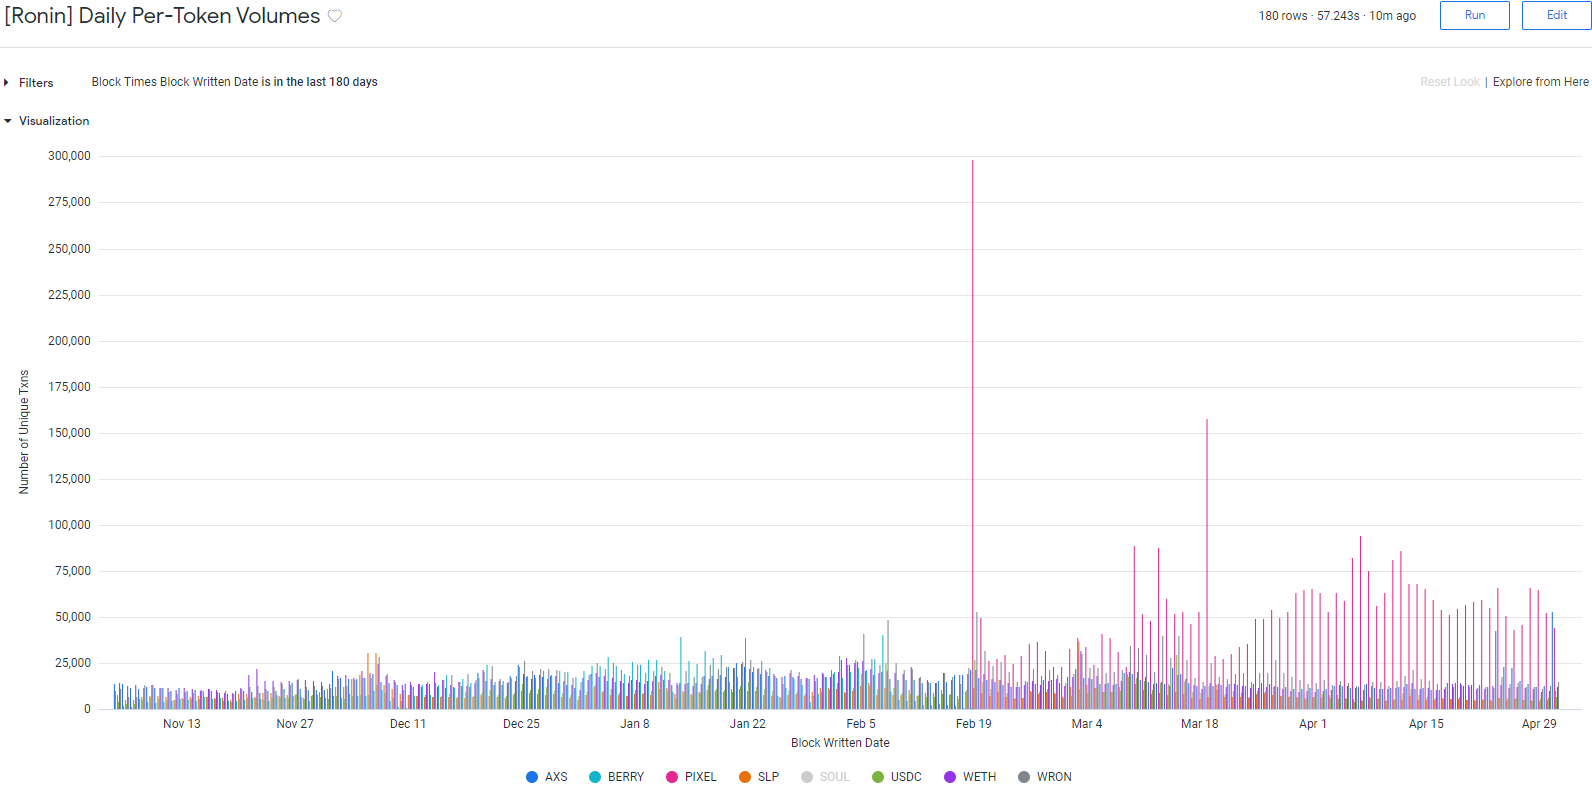 [Ronin] Daily Per-Token Volumes
180 rows · 57.243s · 10m ago
Run
Edit
Filters
Block Times Block Written Date is in the last 180 days
Reset Look | Explore from Here
Visualization
300,000
275,000
250,000
225,000
200,000
175,000
150,000
125,000
100,000
75,000
50,000
25,000
0
Number of Unique Txns
Nov 13 Nov 27 Dec 11 Dec 25 Jan 8 Jan 22 Feb 5 Feb 19 Mar 4 Mar 18 Apr 1 Apr 15 Apr 29
Block Written Date
AXS BERRY PIXEL SLP SOUL USDC WETH WRON